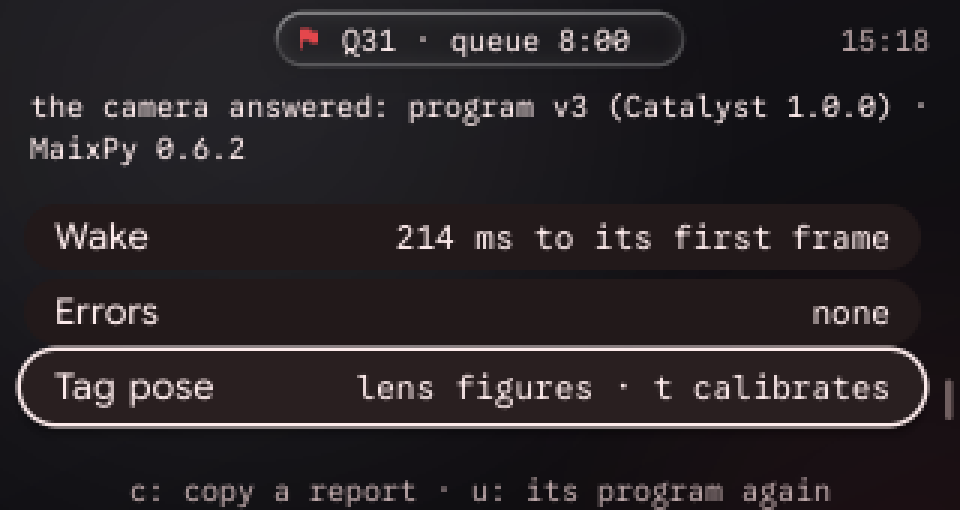 Q31 · queue 8:00
15:18
the camera answered: program v3 (Catalyst 1.0.0) ·
MaixPy 0.6.2
Wake 214 ms to its first frame
Errors none
Tag pose lens figures · t calibrates
c: copy a report · u: its program again